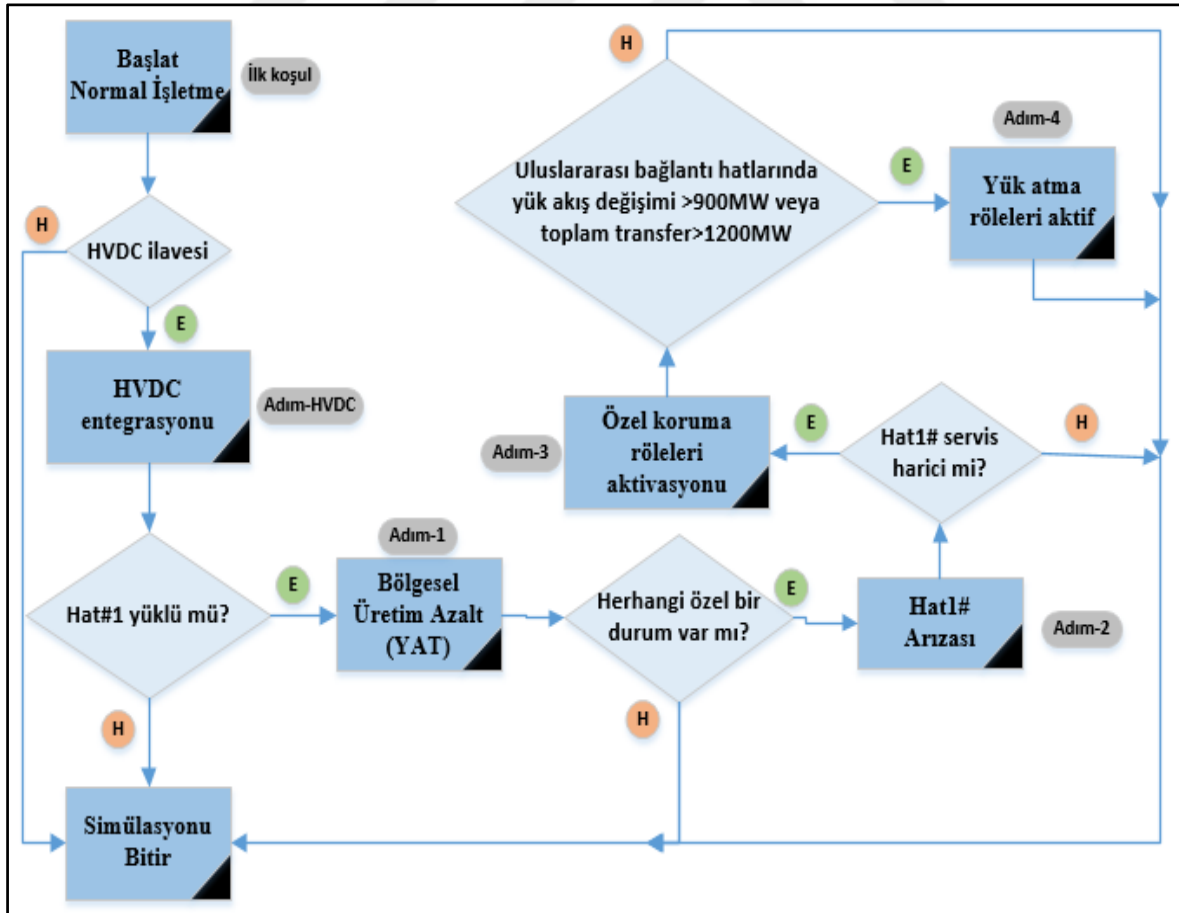 Başlat
Normal İşletme
İlk koşul
H
HVDC ilavesi
E
HVDC
entegrasyonu
Adım-HVDC
Hat#1 yüklü mü?
E
H
Adım-1
Bölgesel
Üretim Azalt
(YAT)
Herhangi özel bir
durum var mı?
E
H
Hat1#
Arızası
Adım-2
Hat1# servis
harici mi?
E
H
Özel koruma
röleleri
aktivasyonu
Adım-3
Uluslararası bağlantı hatlarında
yük akış değişimi >900MW veya
toplam transfer>1200MW
H
E
Adım-4
Yük atma
röleleri aktif
Simülasyonu
Bitir